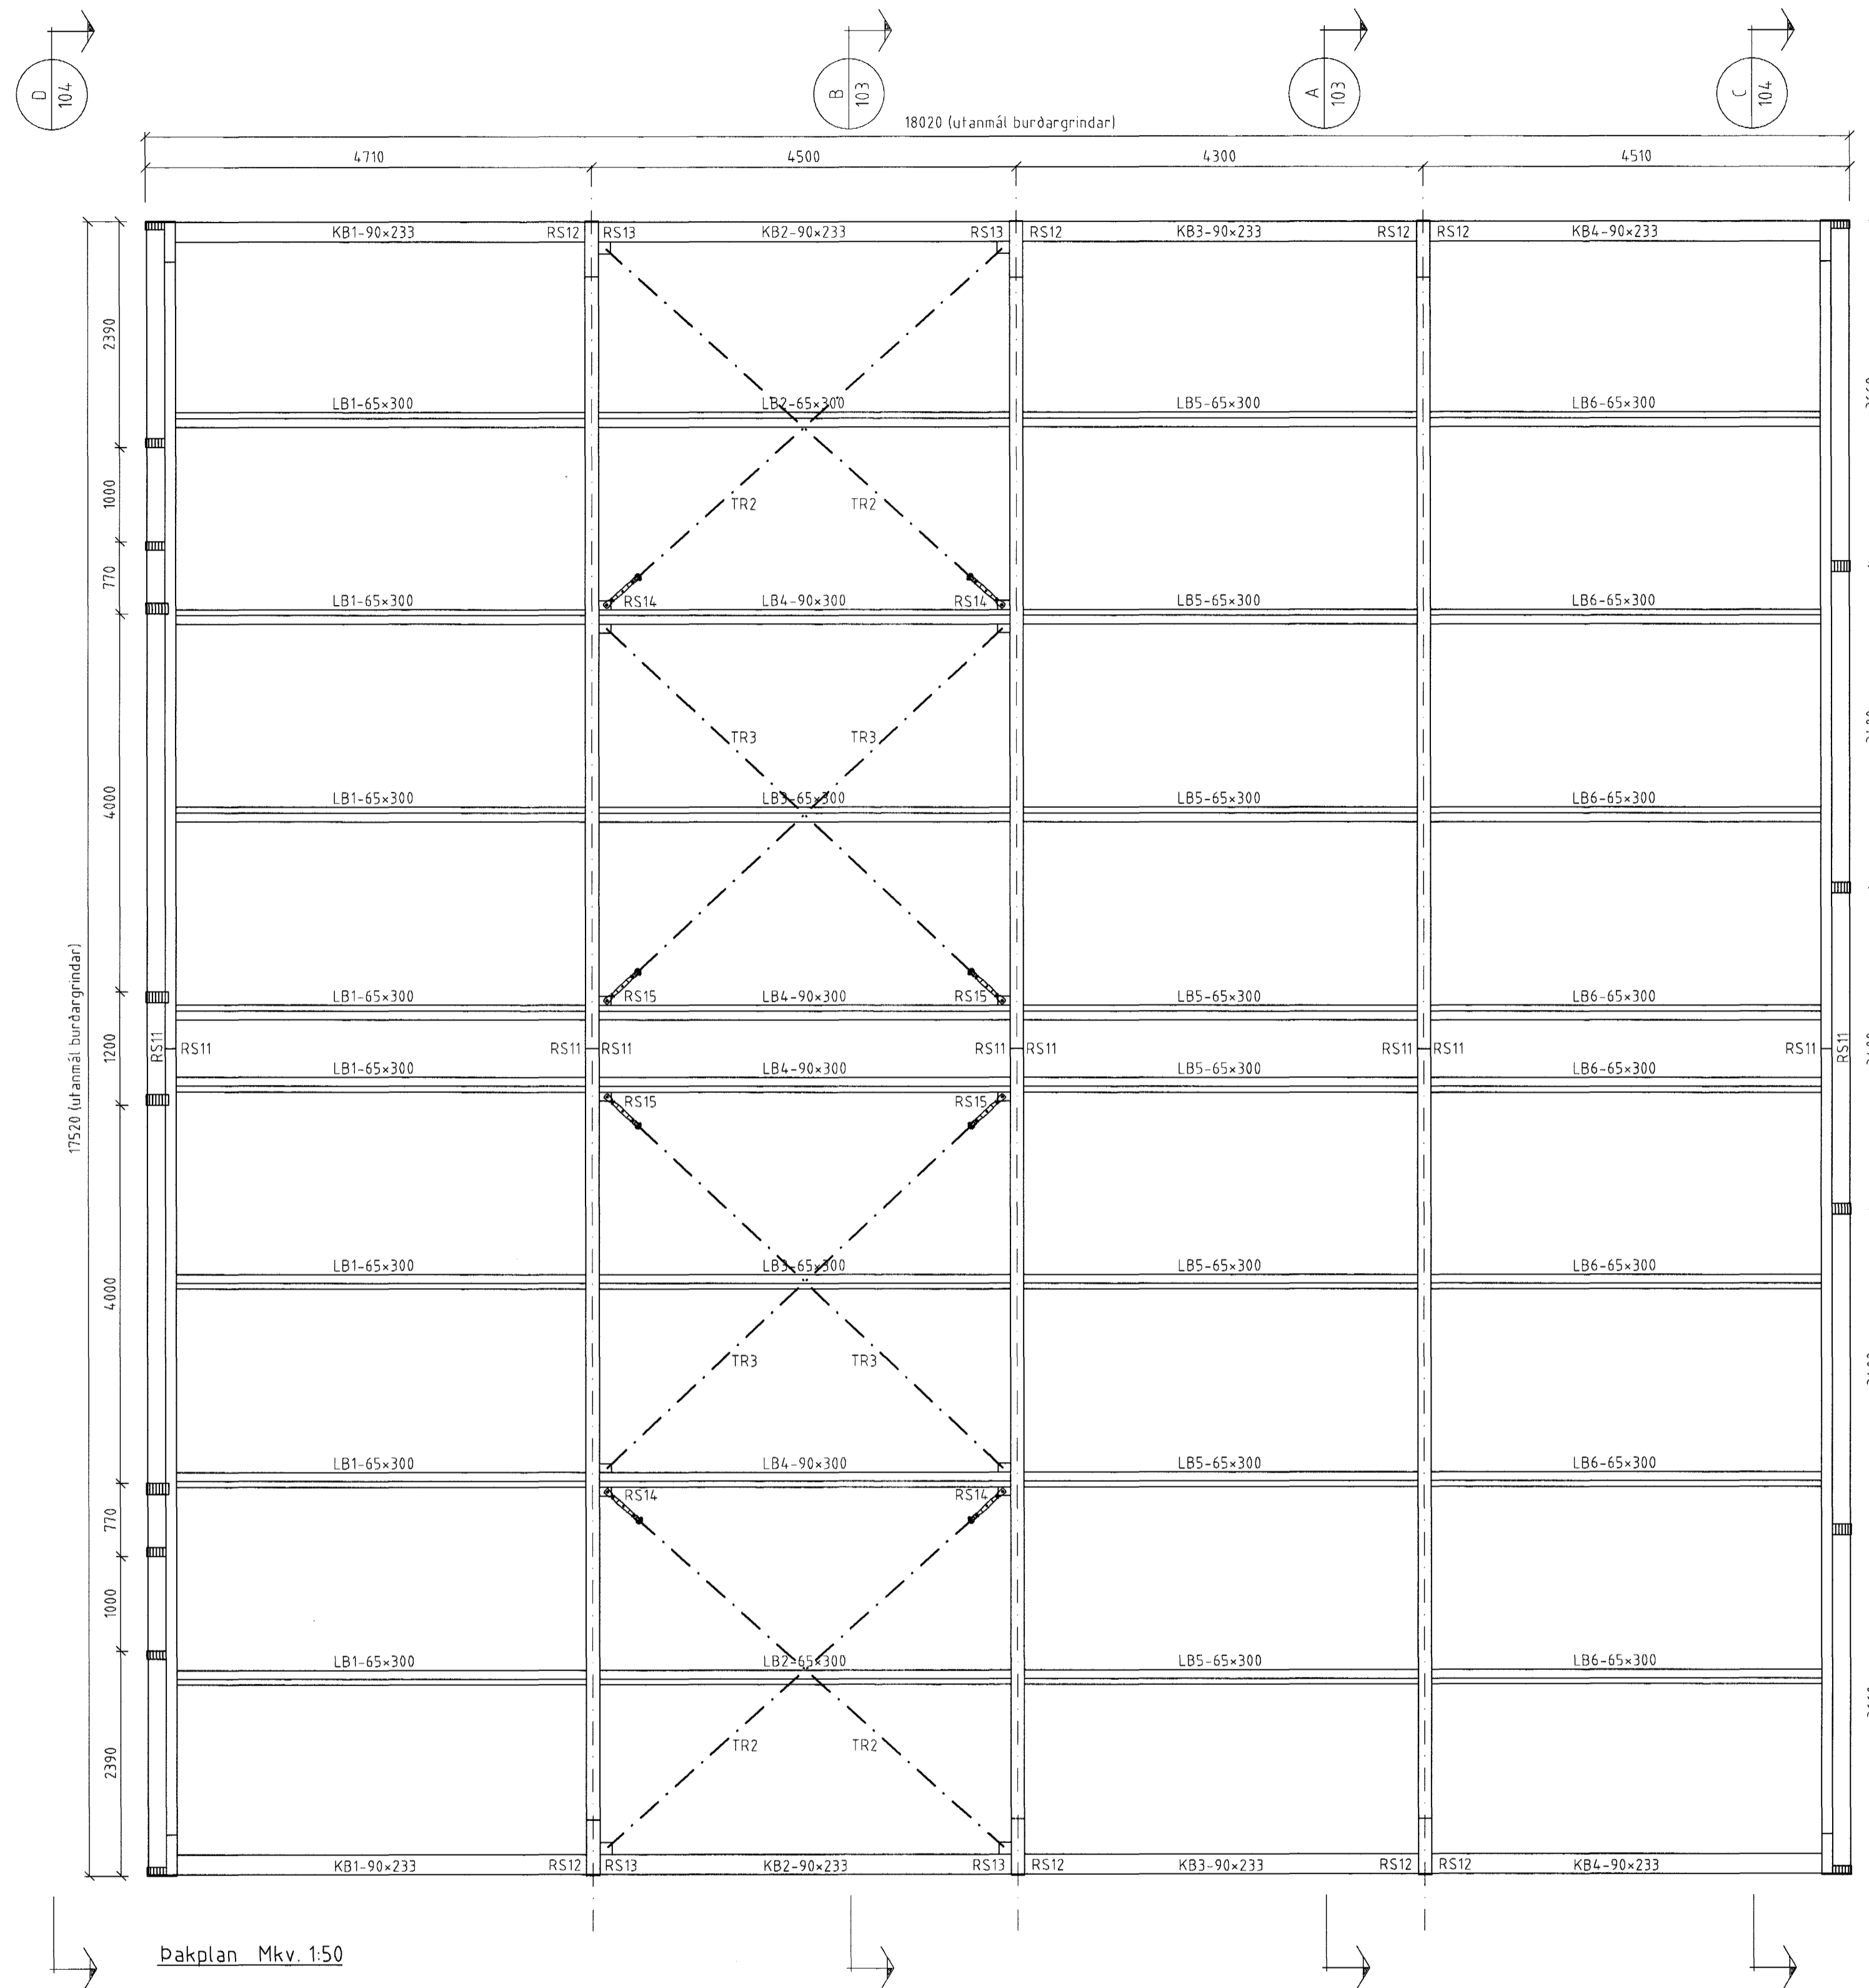 D
104
B
103
A
103
C
104
18020 (utanmál burðargrindar)
4710 4500 4300 4510
KB1-90×233 RS12 RS13 KB2-90×233 RS13 RS12 KB3-90×233 RS12 RS12 KB4-90×233
2390
LB1-65×300 LB2-65×300 LB5-65×300 LB6-65×300
1000
TR2 TR2
770
LB1-65×300 RS14 LB4-90×300 RS14 LB5-65×300 LB6-65×300
TR3 TR3
4000
LB1-65×300 LB3-65×300 LB5-65×300 LB6-65×300
17520 (utanmál burðargrindar)
LB1-65×300 RS15 LB4-90×300 RS15 LB5-65×300 LB6-65×300
1200
RS11 RS11 RS11 RS11 RS11 RS11 RS11 RS11 RS11 RS11
LB1-65×300 LB4-90×300 LB5-65×300 LB6-65×300
RS15 RS15
4000
LB1-65×300 LB3-65×300 LB5-65×300 LB6-65×300
TR3 TR3
LB1-65×300 LB4-90×300 LB5-65×300 LB6-65×300
RS14 RS14
770
1000
LB1-65×300 LB2-65×300 LB5-65×300 LB6-65×300
2390
TR2 TR2
KB1-90×233 RS12 RS13 KB2-90×233 RS13 RS12 KB3-90×233 RS12 RS12 KB4-90×233
Þakplan Mkv. 1:50